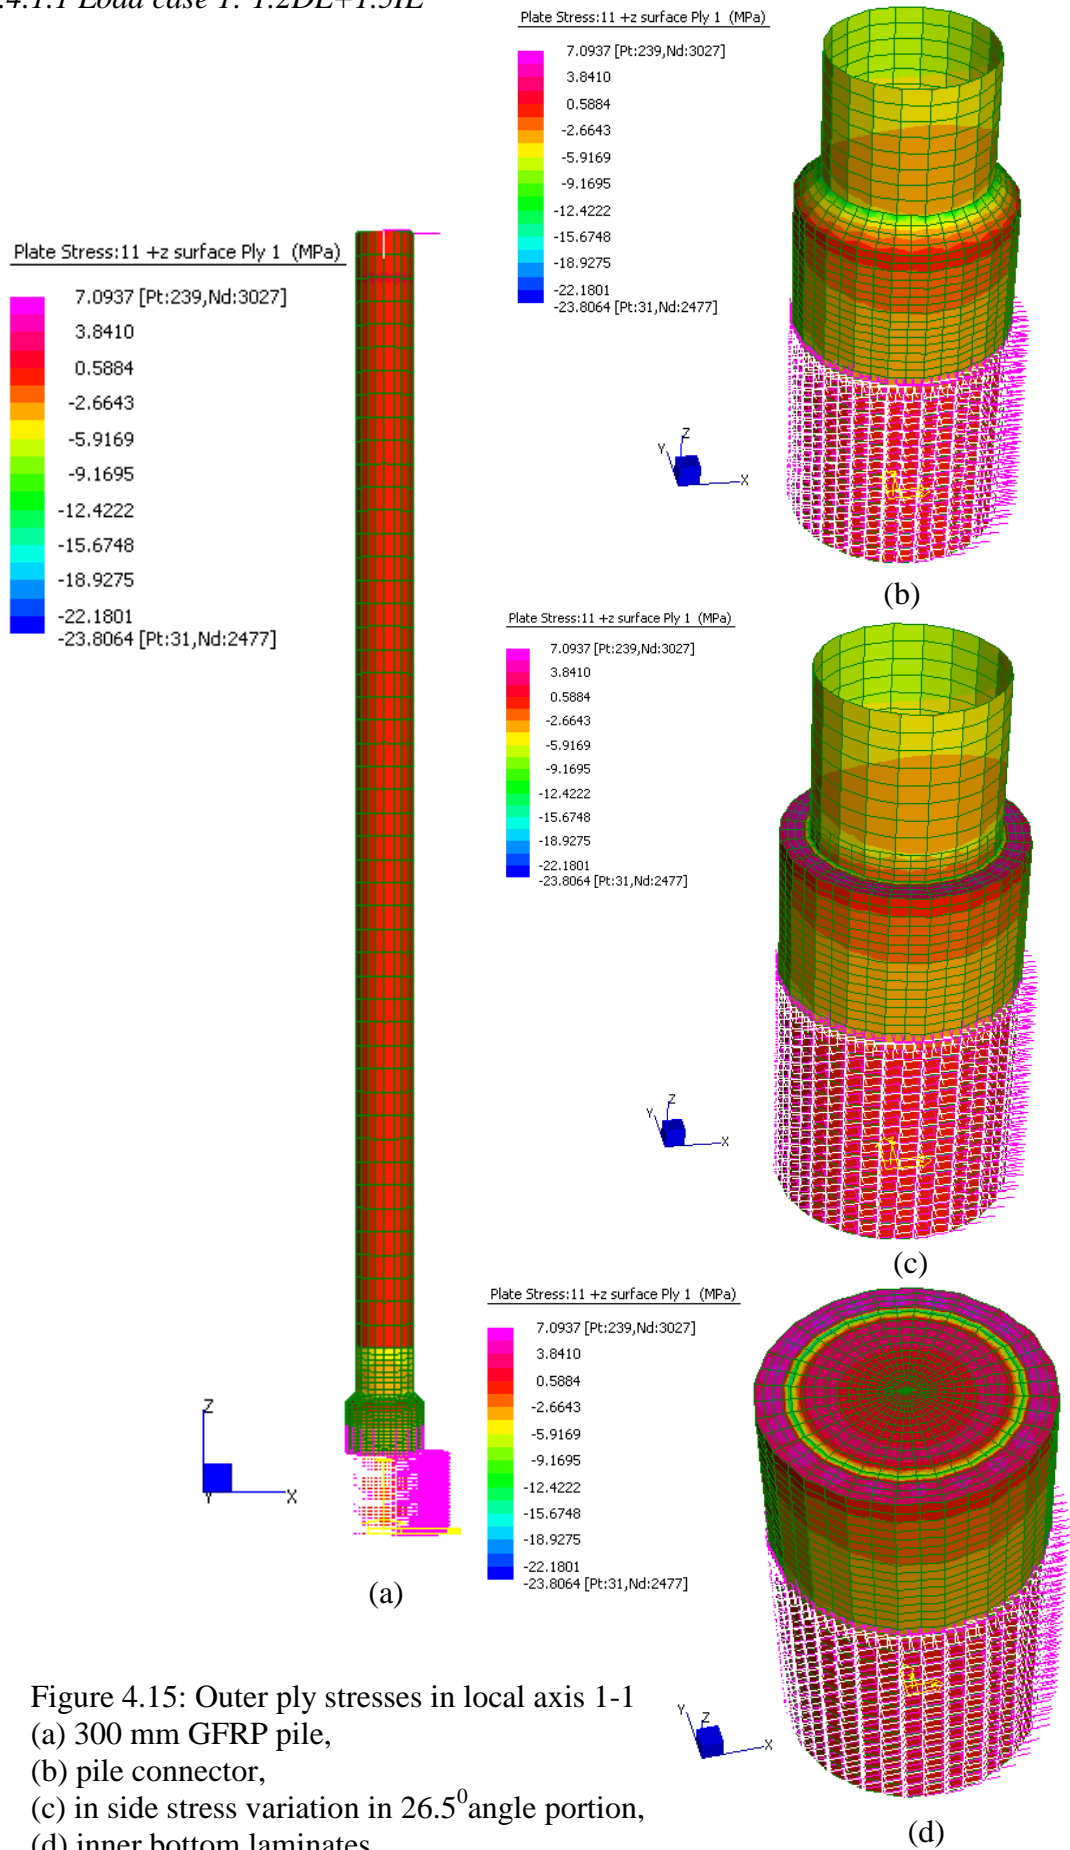 .4.1.1 Load case 1: 1.2DL+1.5IL
Plate Stress:11 +z surface Ply 1 (MPa)
7.0937 [Pt:239,Nd:3027]
3.8410
0.5884
-2.6643
-5.9169
-9.1695
-12.4222
-15.6748
-18.9275
-22.1801
-23.8064 [Pt:31,Nd:2477]
Z
Y
X
(a)
Plate Stress:11 +z surface Ply 1 (MPa)
7.0937 [Pt:239,Nd:3027]
3.8410
0.5884
-2.6643
-5.9169
-9.1695
-12.4222
-15.6748
-18.9275
-22.1801
-23.8064 [Pt:31,Nd:2477]
Y
Z
X
(b)
Plate Stress:11 +z surface Ply 1 (MPa)
7.0937 [Pt:239,Nd:3027]
3.8410
0.5884
-2.6643
-5.9169
-9.1695
-12.4222
-15.6748
-18.9275
-22.1801
-23.8064 [Pt:31,Nd:2477]
Y
Z
X
(c)
Plate Stress:11 +z surface Ply 1 (MPa)
7.0937 [Pt:239,Nd:3027]
3.8410
0.5884
-2.6643
-5.9169
-9.1695
-12.4222
-15.6748
-18.9275
-22.1801
-23.8064 [Pt:31,Nd:2477]
Y
Z
X
(d)
Figure 4.15: Outer ply stresses in local axis 1-1
(a) 300 mm GFRP pile,
(b) pile connector,
(c) in side stress variation in 26.5⁰angle portion,
(d) inner bottom laminates